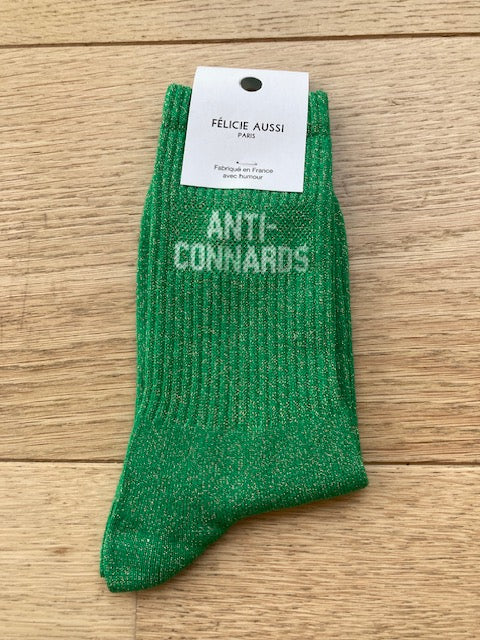 FÉLICIE AUSSI
PARIS
Fabriqué en France
avec humour
ANTI-
CONNARDS